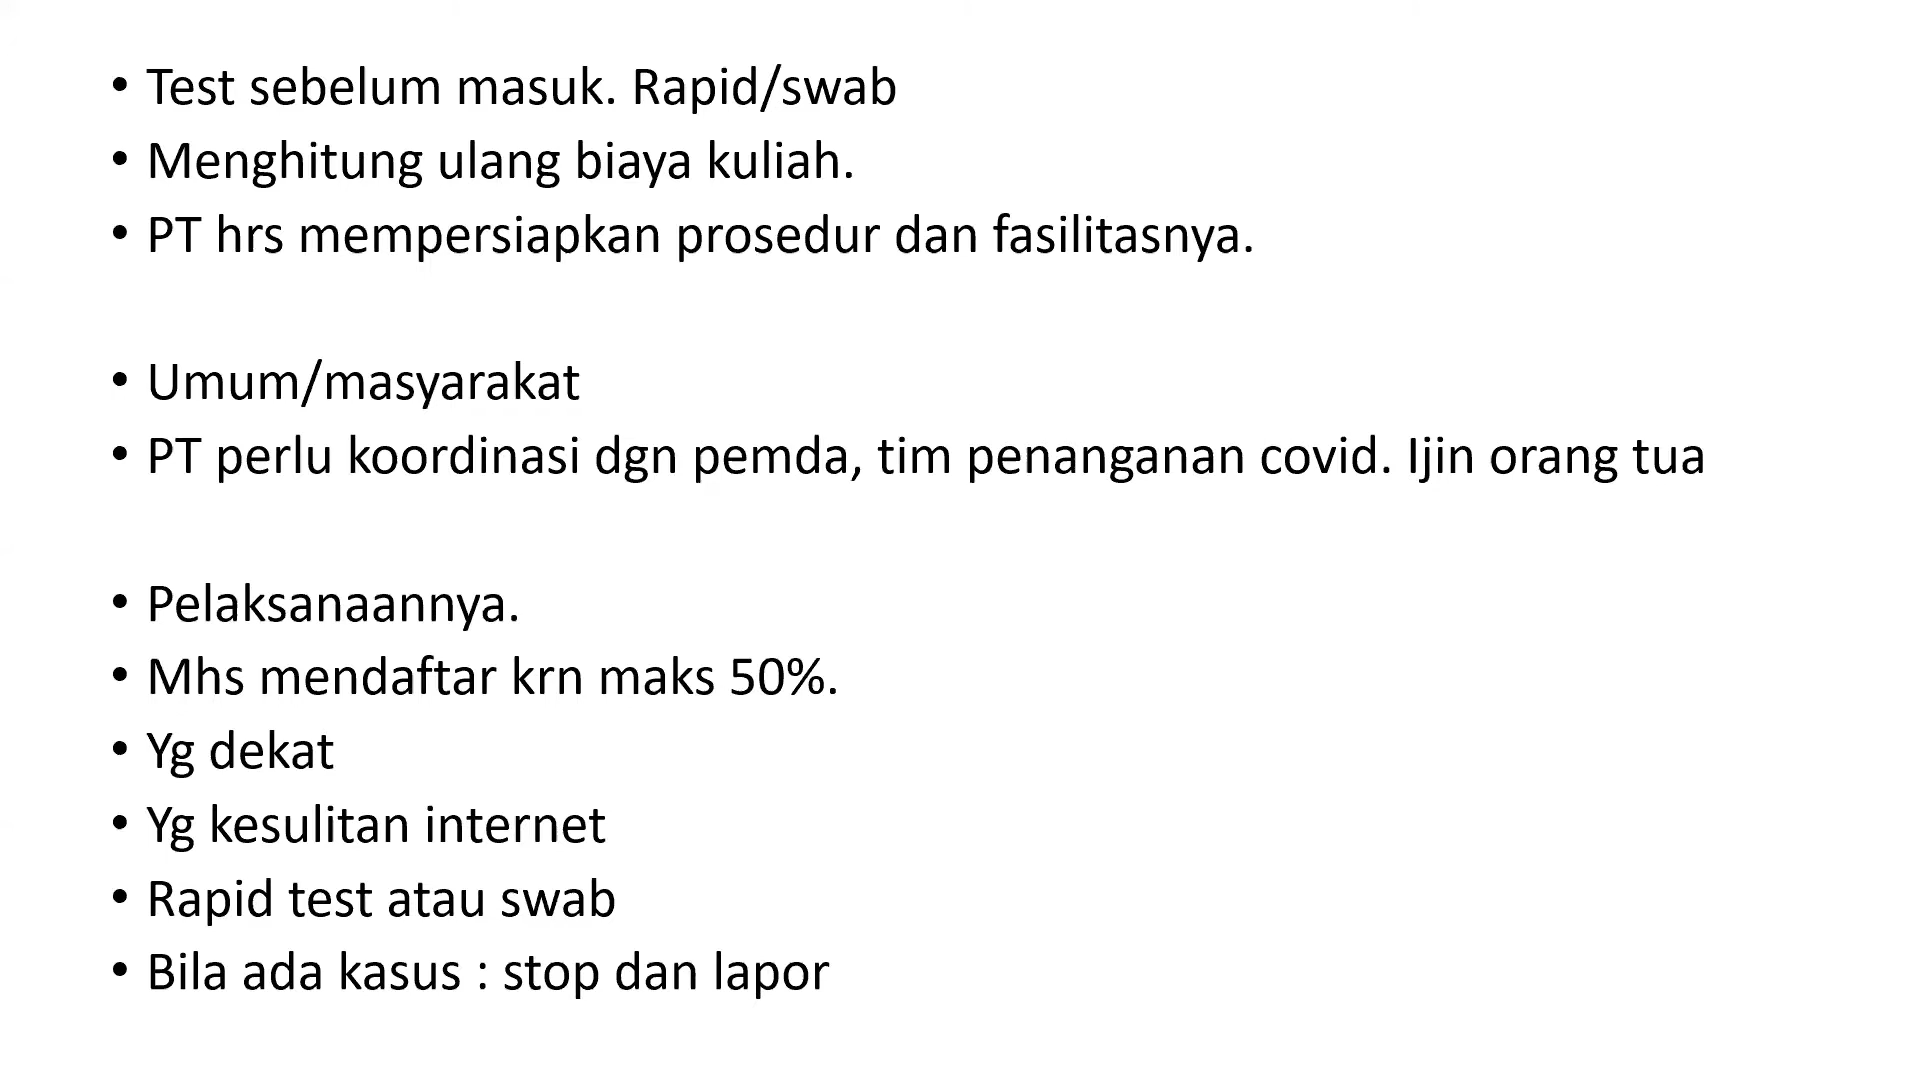 • Test sebelum masuk. Rapid/swab
• Menghitung ulang biaya kuliah.
• PT hrs mempersiapkan prosedur dan fasilitasnya.
• Umum/masyarakat
• PT perlu koordinasi dgn pemda, tim penanganan covid. Ijin orang tua
• Pelaksanaannya.
• Mhs mendaftar krn maks 50%.
• Yg dekat
• Yg kesulitan internet
• Rapid test atau swab
• Bila ada kasus : stop dan lapor